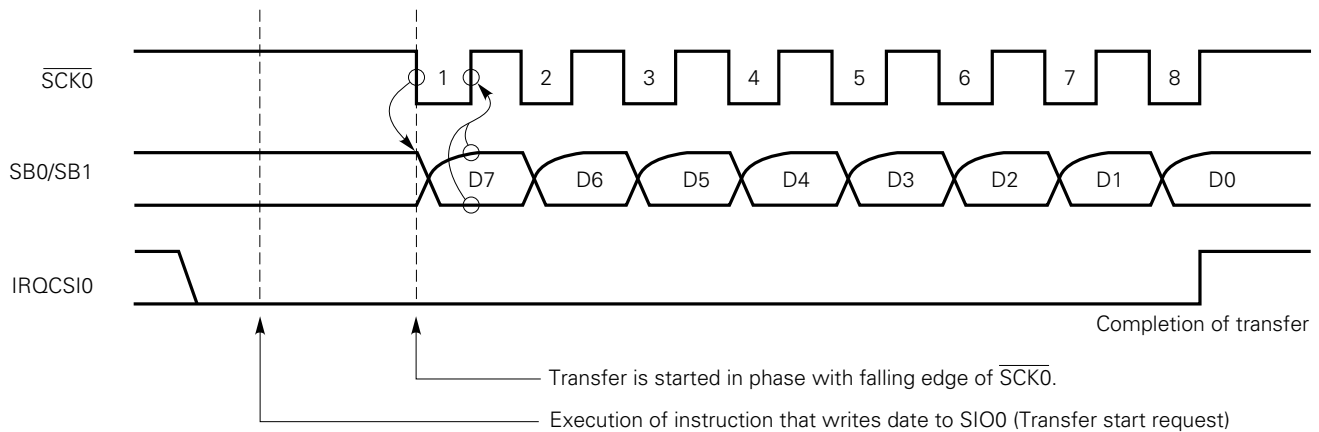 SCK0
1 2 3 4 5 6 7 8
SB0/SB1
D7 D6 D5 D4 D3 D2 D1 D0
IRQCSI0
Completion of transfer
Transfer is started in phase with falling edge of SCK0.
Execution of instruction that writes date to SIO0 (Transfer start request)